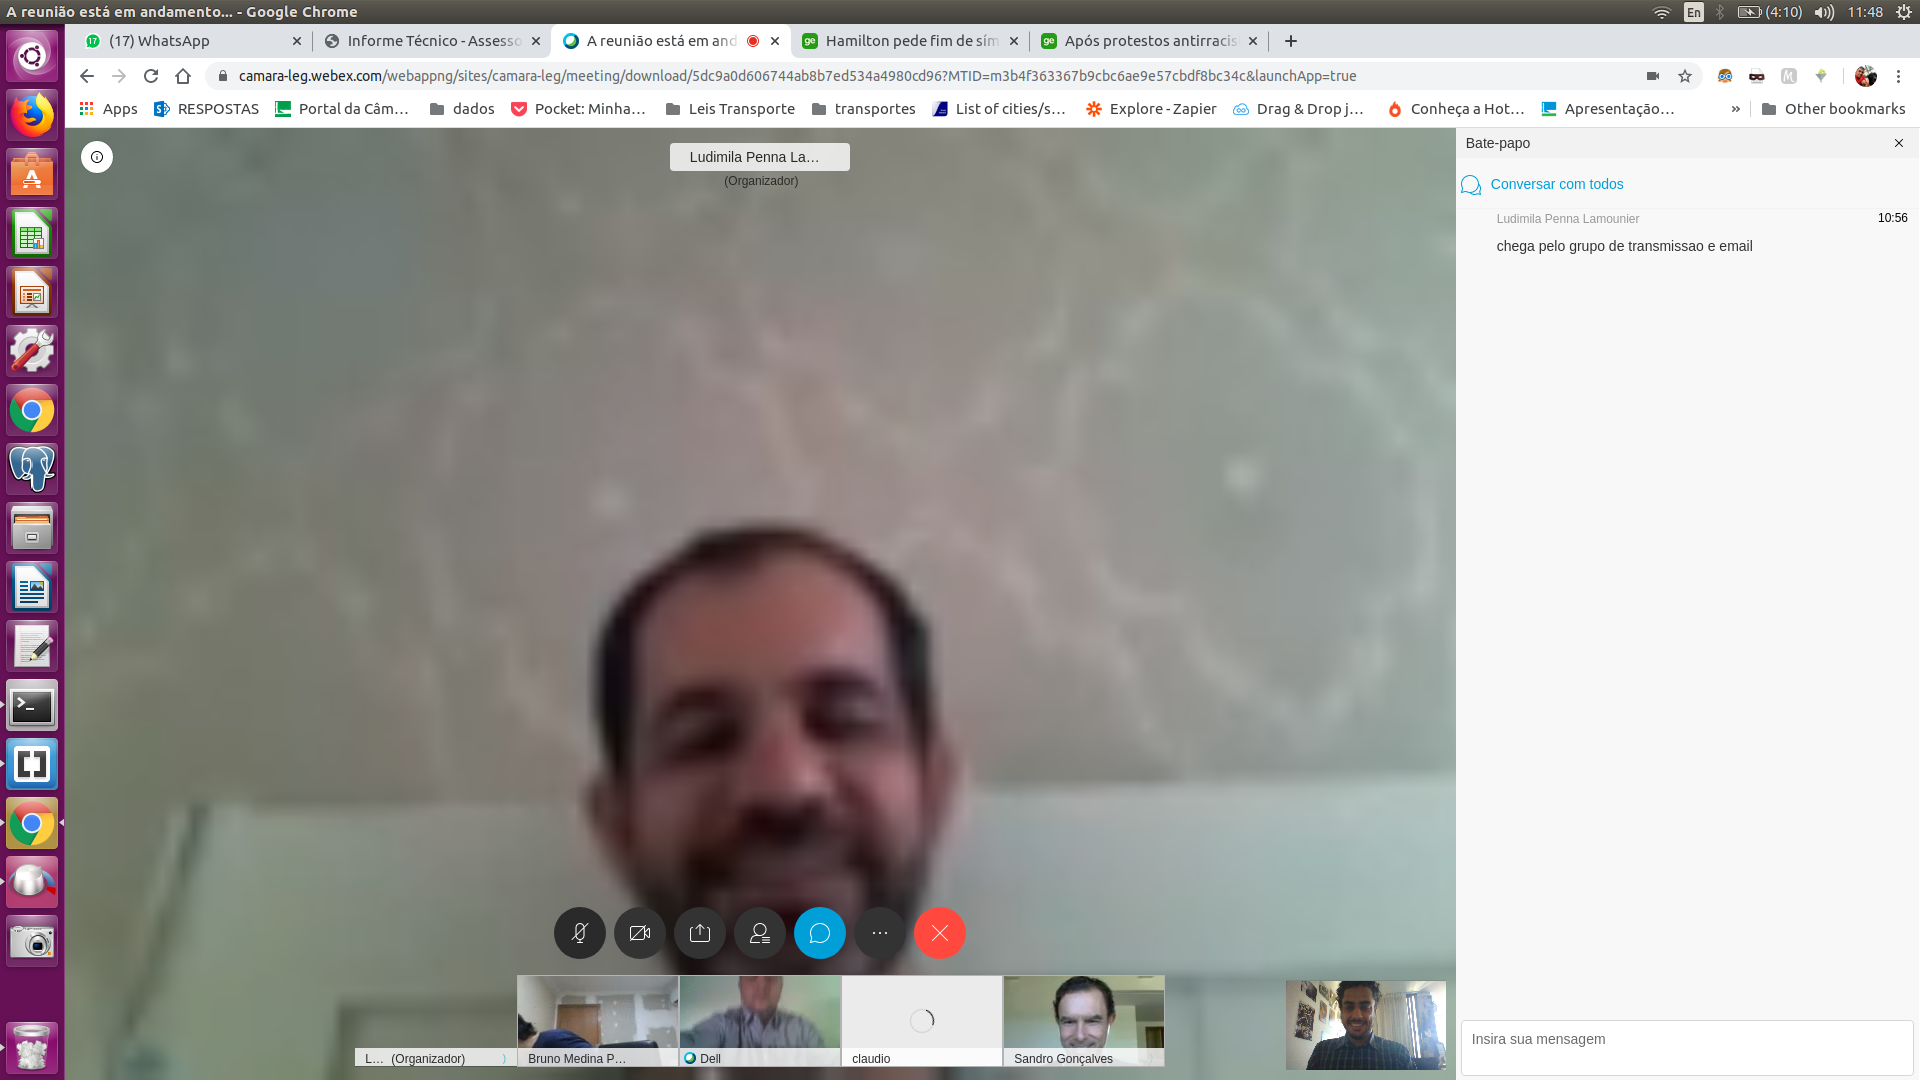 A reunião está em andamento... - Google Chrome
En
(4:10)
11:48
(17) WhatsApp
Informe Técnico - Assesso
A reunião está em and
Hamilton pede fim de sím
Após protestos antirracis
camara-leg.webex.com/webappng/sites/camara-leg/meeting/download/5dc9a0d606744ab8b7ed534a4980cd96?MTID=m3b4f363367b9cbc6ae9e57cbdf8bc34c&launchApp=true
Apps
RESPOSTAS
Portal da Câm...
dados
Pocket: Minha...
Leis Transporte
transportes
List of cities/s...
Explore - Zapier
Drag & Drop j...
Conheça a Hot...
Apresentação...
»
Other bookmarks
Ludimila Penna La...
(Organizador)
Bate-papo
Conversar com todos
Ludimila Penna Lamounier
10:56
chega pelo grupo de transmissao e email
L... (Organizador)
Bruno Medina P...
Dell
claudio
Sandro Gonçalves
Insira sua mensagem